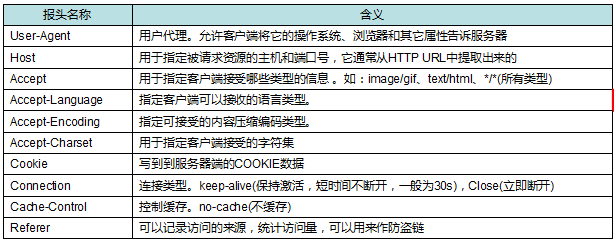 报头名称 含义
User-Agent 用户代理。允许客户端将它的操作系统、浏览器和其它属性告诉服务器
Host 用于指定被请求资源的主机和端口号，它通常从HTTP URL中提取出来的
Accept 用于指定客户端接受哪些类型的信息 。如：image/gif、text/html、*/*(所有类型)
Accept-Language 指定客户端可以接收的语言类型。
Accept-Encoding 指定可接受的内容压缩编码类型。
Accept-Charset 用于指定客户端接受的字符集
Cookie 写到到服务器端的COOKIE数据
Connection 连接类型。keep-alive(保持激活，短时间不断开，一般为30s)，Close(立即断开)
Cache-Control 控制缓存。no-cache(不缓存)
Referer 可以记录访问的来源，统计访问量，可以用来作防盗链